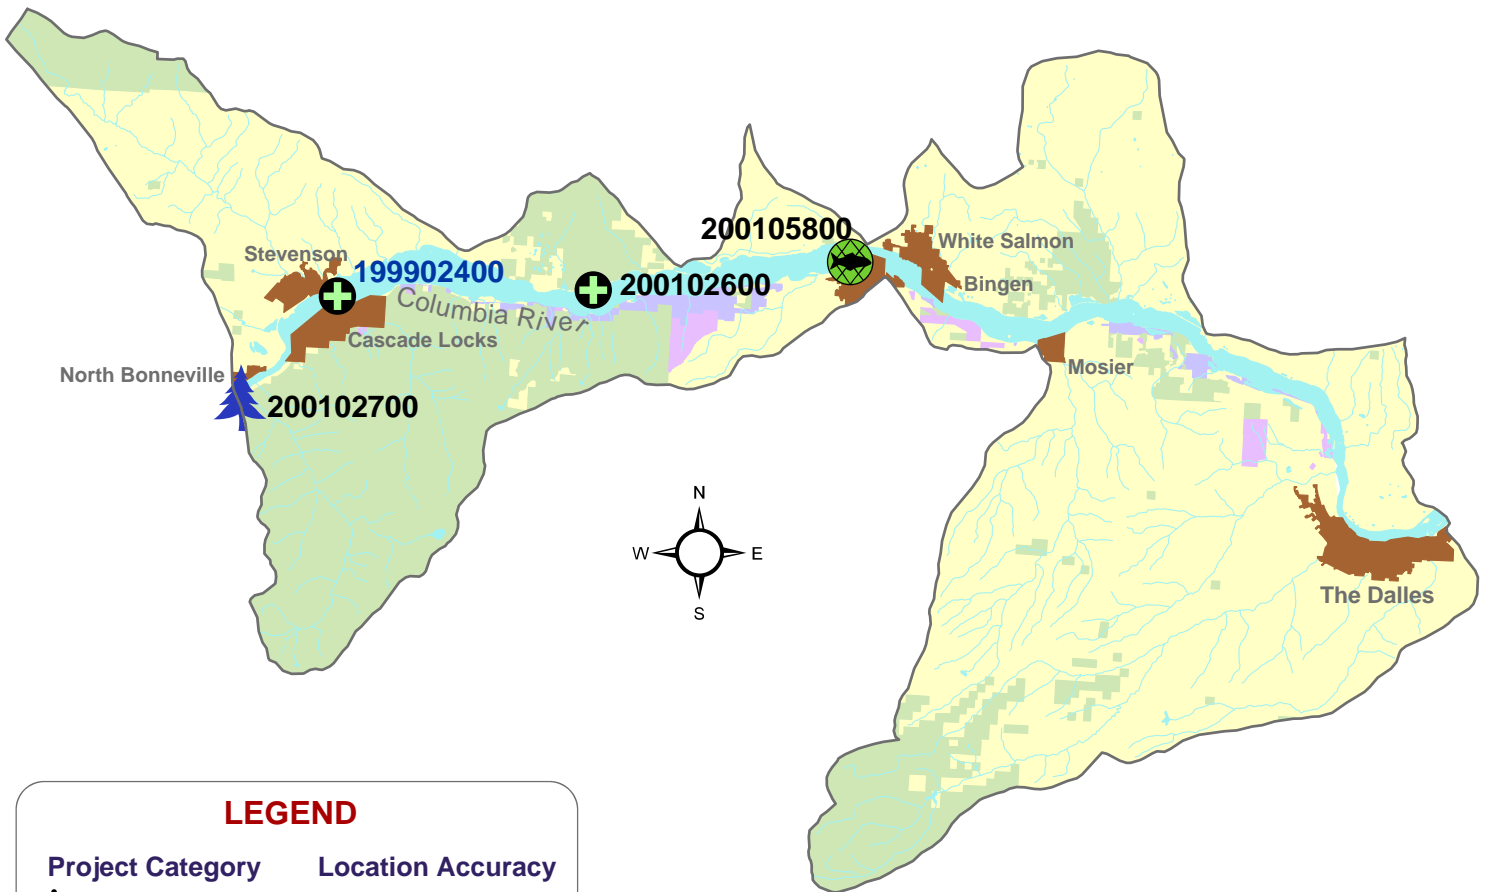 200105800
White Salmon
Stevenson
199902400
200102600
Bingen
Columbia River
Cascade Locks
Mosier
North Bonneville
200102700
N
W E
S
The Dalles
LEGEND
Project Category Location Accuracy